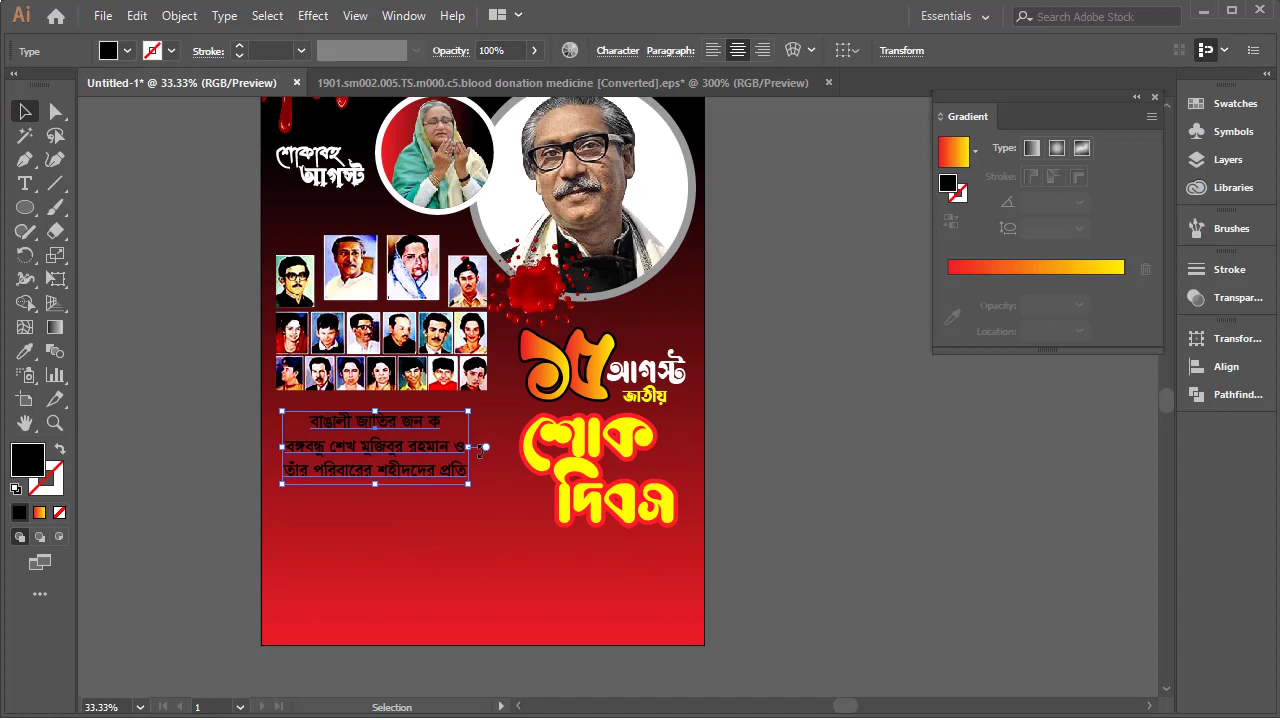 Ai
File Edit Object Type Select Effect View Window Help
Essentials
Search Adobe Stock
Type
Stroke:
Opacity: 100%
Character
Paragraph:
Transform
Untitled-1* @ 33.33% (RGB/Preview)
1901.sm002.005.TS.m000.c5.blood donation medicine [Converted].eps* @ 300% (RGB/Preview)
Gradient
Type:
Stroke:
Opacity:
Location:
Swatches
Symbols
Layers
Libraries
Brushes
Stroke
Transpar...
Transfor...
Align
Pathfind...
শোকাবহ
আগস্ট
১৫ আগস্ট
জাতীয়
শোক
দিবস
বাঙালী জাতির জন ক
বঙ্গবন্ধু শেখ মুজিবুর রহমান ও
তাঁর পরিবারের শহীদদের প্রতি
33.33%
1
Selection